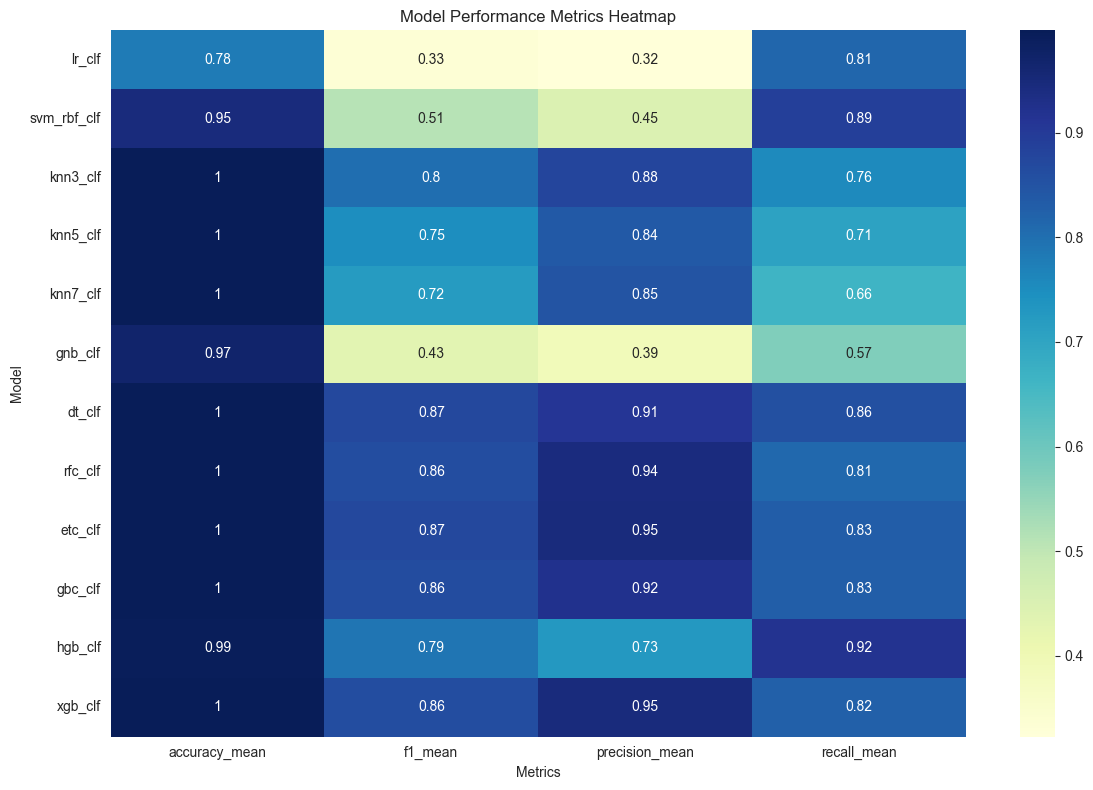 Model Performance Metrics Heatmap
lr_clf 0.78 0.33 0.32 0.81
svm_rbf_clf 0.95 0.51 0.45 0.89
knn3_clf 1 0.8 0.88 0.76
knn5_clf 1 0.75 0.84 0.71
knn7_clf 1 0.72 0.85 0.66
gnb_clf 0.97 0.43 0.39 0.57
dt_clf 1 0.87 0.91 0.86
rfc_clf 1 0.86 0.94 0.81
etc_clf 1 0.87 0.95 0.83
gbc_clf 1 0.86 0.92 0.83
hgb_clf 0.99 0.79 0.73 0.92
xgb_clf 1 0.86 0.95 0.82
accuracy_mean f1_mean precision_mean recall_mean
Metrics
Model
0.9
0.8
0.7
0.6
0.5
0.4